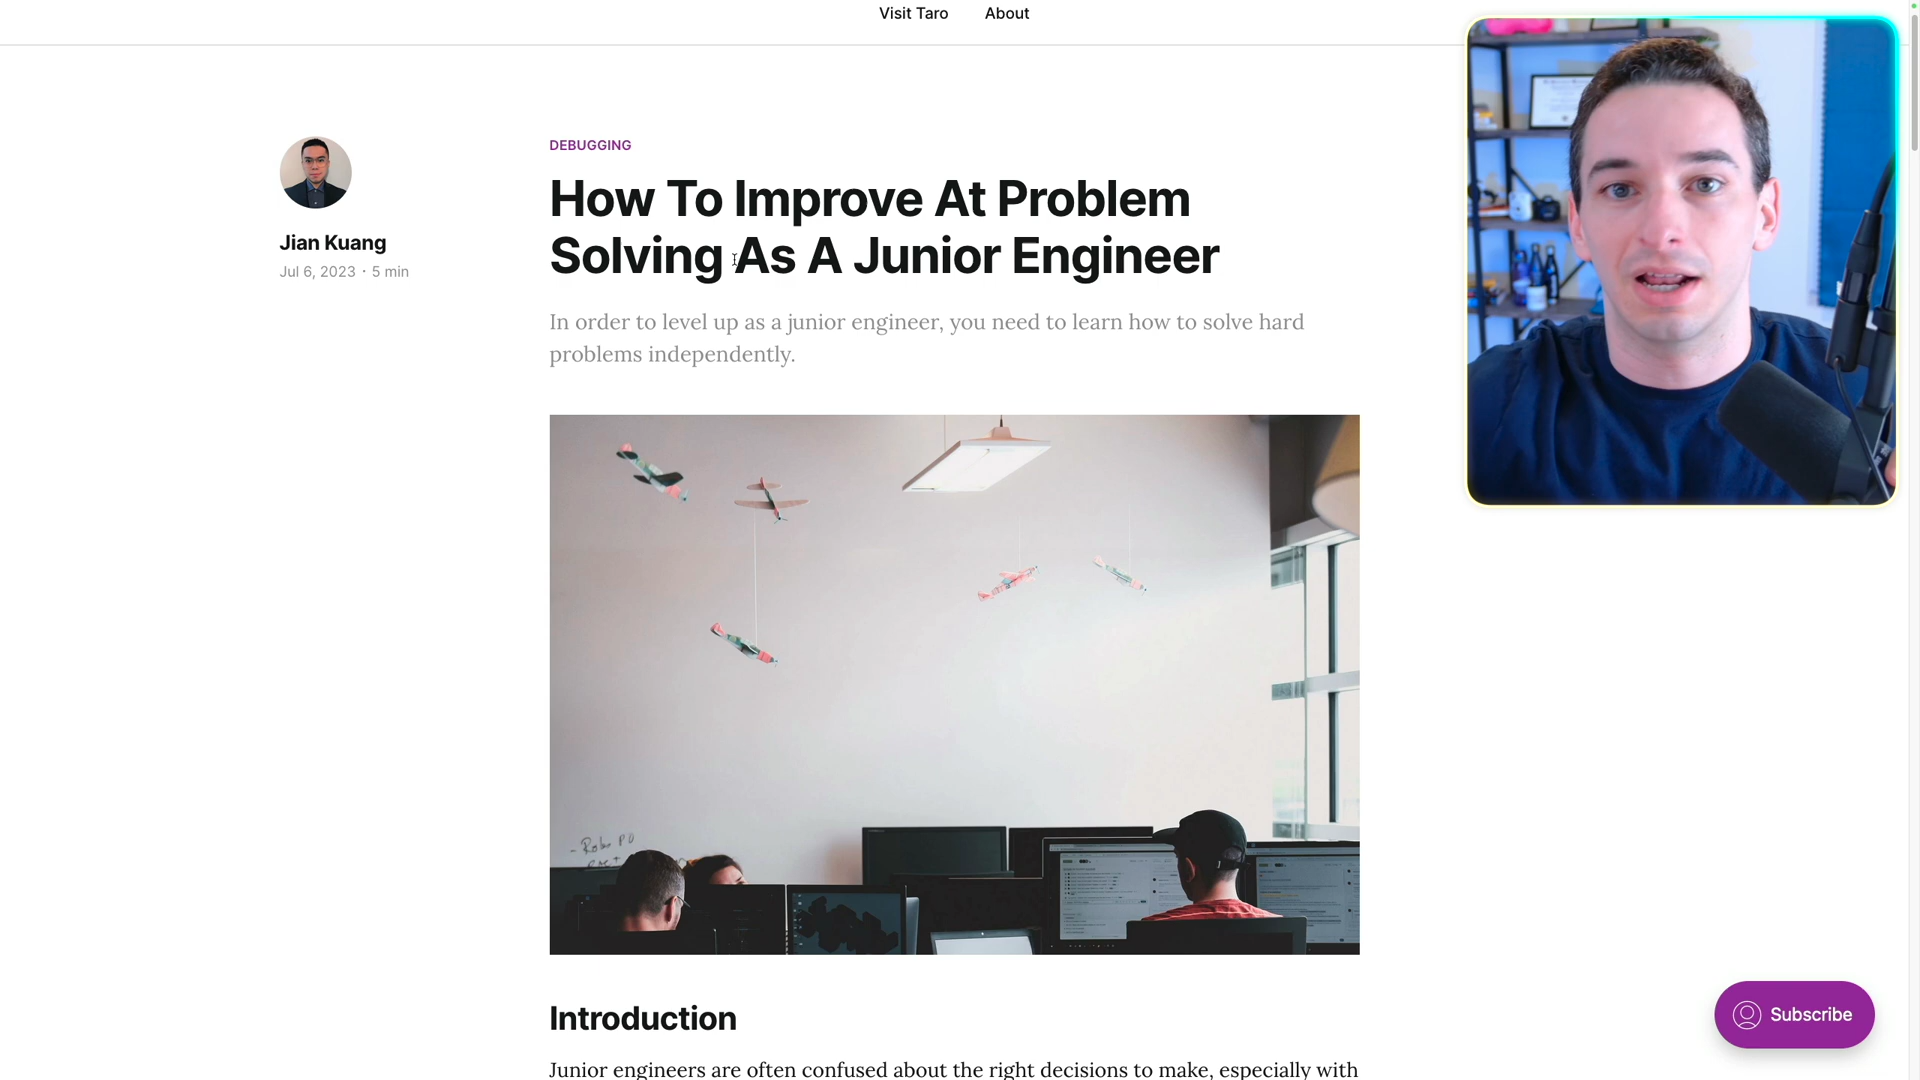 Visit Taro About
Jian Kuang
Jul 6, 2023 · 5 min
DEBUGGING
How To Improve At Problem
Solving As A Junior Engineer
In order to level up as a junior engineer, you need to learn how to solve hard
problems independently.
Introduction
Junior engineers are often confused about the right decisions to make, especially with
Subscribe